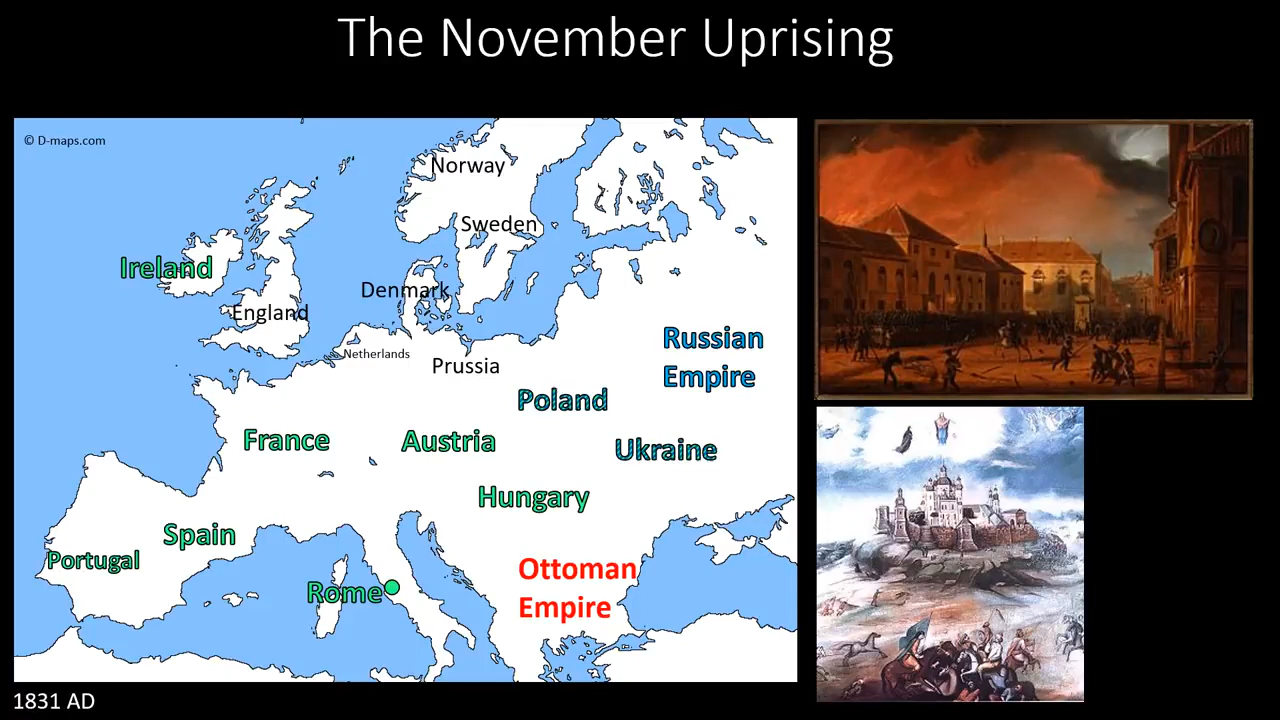 The November Uprising
© D-maps.com
Norway
Sweden
Ireland
Denmark
England
Netherlands
Prussia
Russian
Empire
Poland
France
Austria
Ukraine
Hungary
Spain
Portugal
Rome
Ottoman
Empire
1831 AD